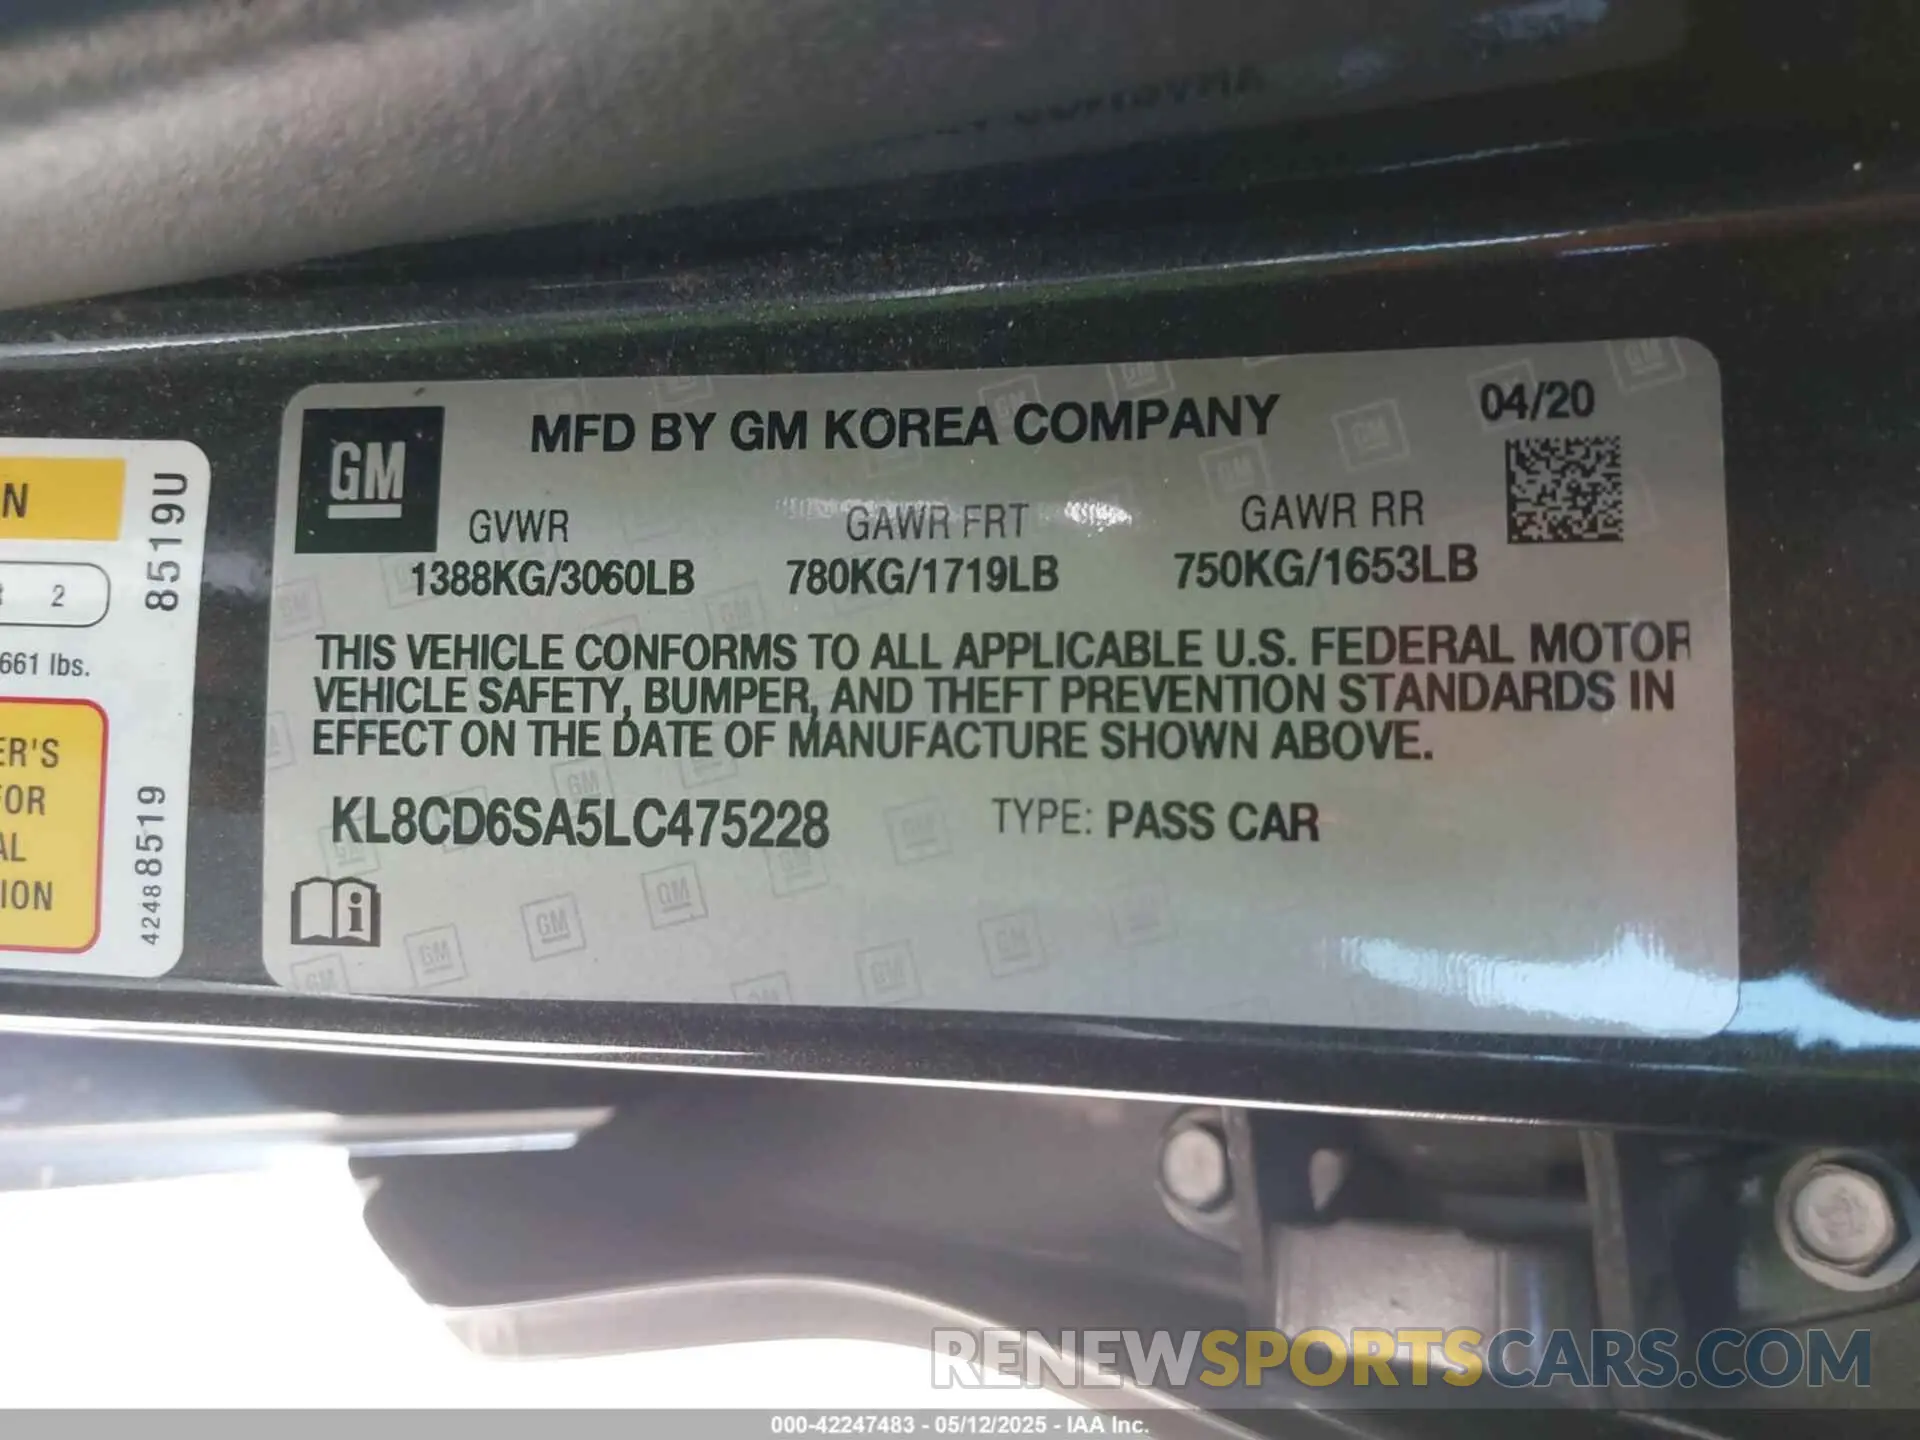 MFD BY GM KOREA COMPANY
04/20
GM
GVWR GAWR FRT GAWR RR
1388KG/3060LB 780KG/1719LB 750KG/1653LB
THIS VEHICLE CONFORMS TO ALL APPLICABLE U.S. FEDERAL MOTOR
VEHICLE SAFETY, BUMPER, AND THEFT PREVENTION STANDARDS IN
EFFECT ON THE DATE OF MANUFACTURE SHOWN ABOVE.
KL8CD6SA5LC475228 TYPE: PASS CAR
N
2
661 lbs.
ER'S
FOR
AL
ION
8519U
42488519
RENEWSPORTSCARS.COM
000-42247483 - 05/12/2025 - IAA Inc.